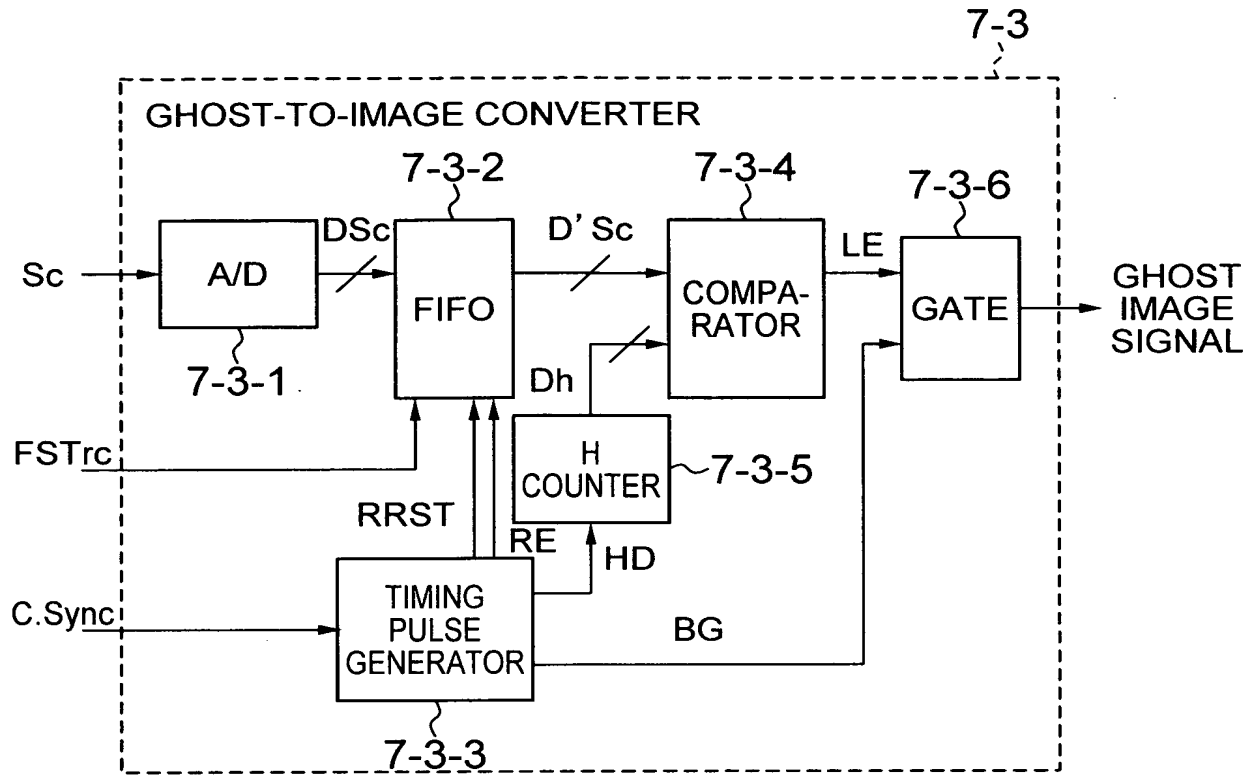 7-3
GHOST-TO-IMAGE CONVERTER
7-3-2
7-3-4
7-3-6
Sc
A/D
DSc
FIFO
D' Sc
COMPA-
RATOR
LE
GATE
GHOST
IMAGE
SIGNAL
7-3-1
Dh
H
COUNTER
7-3-5
FSTrc
RRST
RE
HD
C.Sync
TIMING
PULSE
GENERATOR
BG
7-3-3